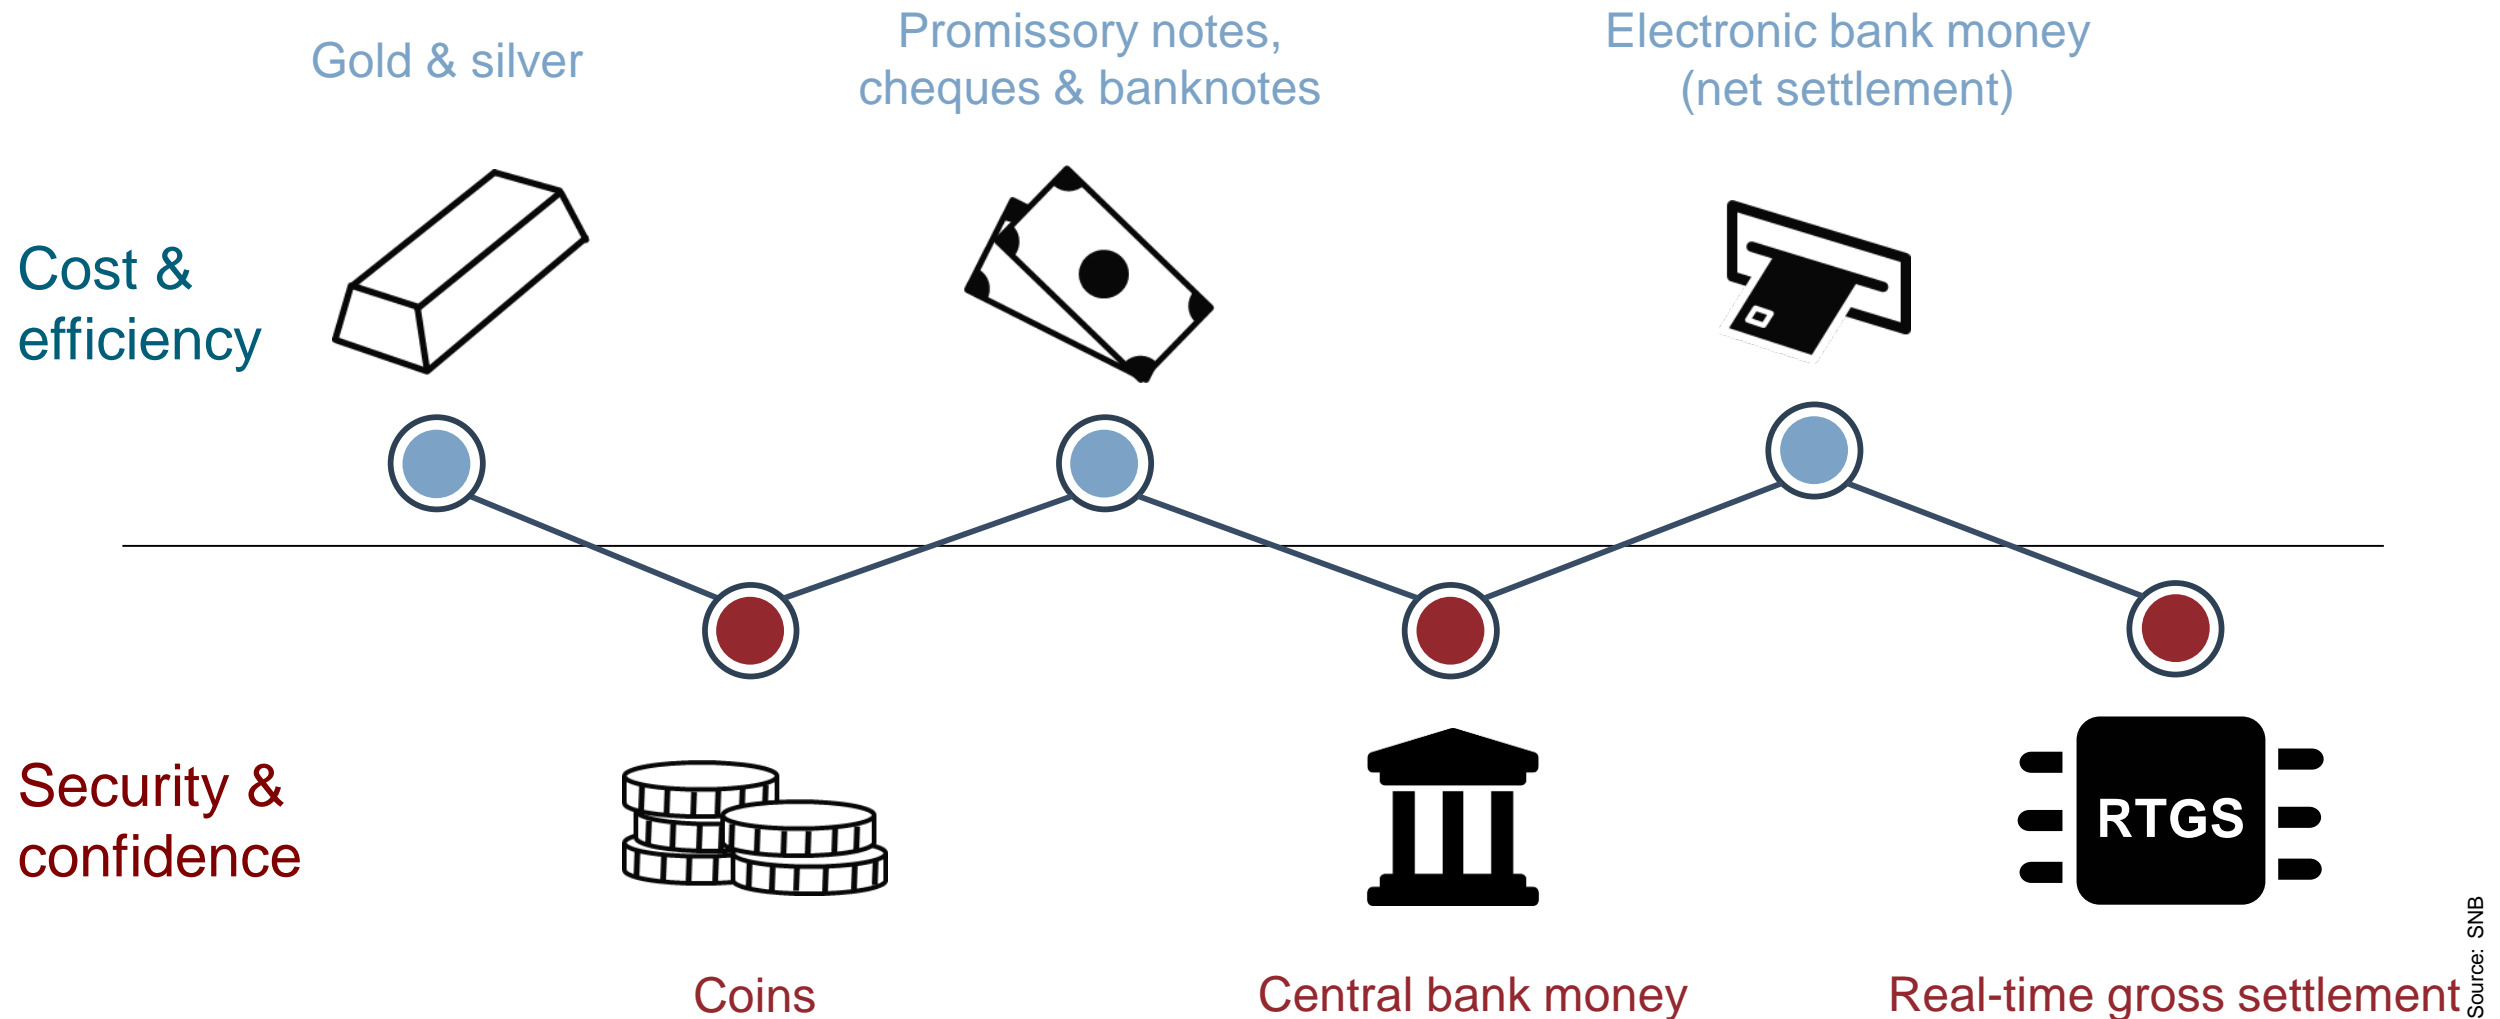 Gold & silver
Promissory notes,
cheques & banknotes
Electronic bank money
(net settlement)
Cost &
efficiency
Security &
confidence
RTGS
Coins
Central bank money
Real-time gross settlement
Source: SNB